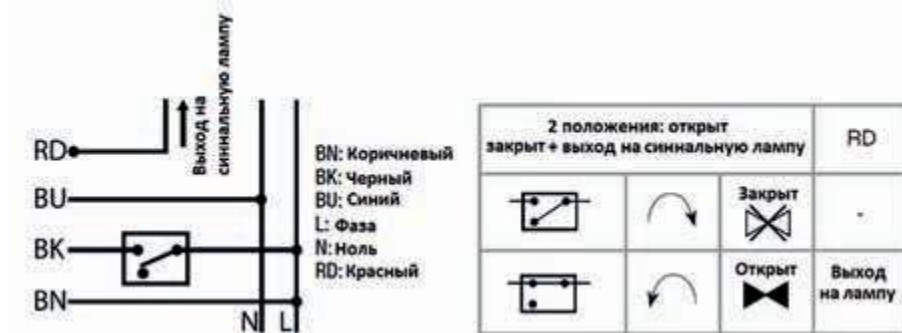 Выход на
синнальную лампу
RD
BU
BK
BN
N L
BN: Коричневый
BK: Черный
BU: Синий
L: Фаза
N: Ноль
RD: Красный
2 положения: открыт
закрыт + выход на синнальную лампу
RD
Закрыт
-
Открыт
Выход
на лампу